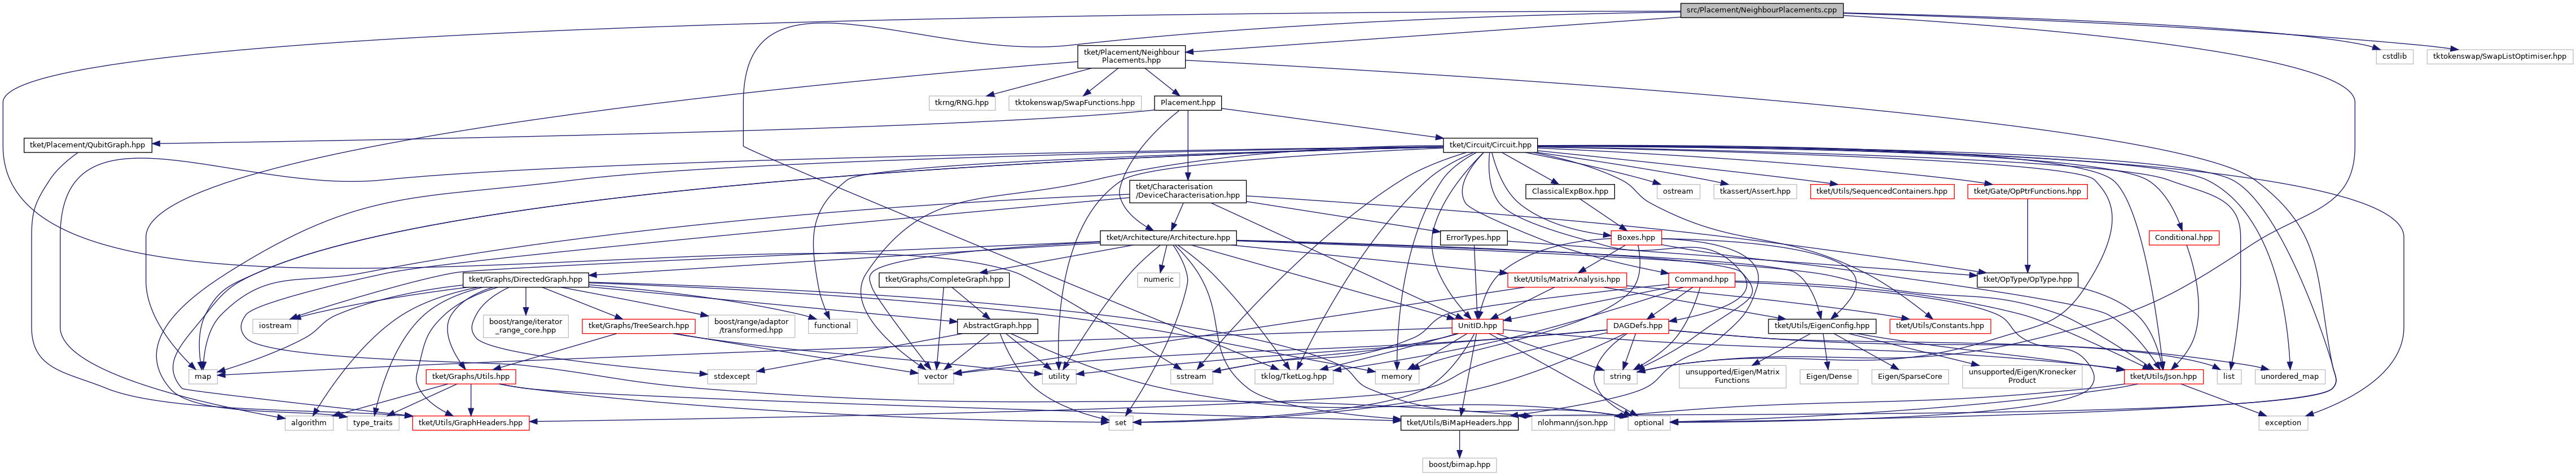 src/Placement/NeighbourPlacements.cpp
tket/Placement/Neighbour
Placements.hpp
cstdlib
tktokenswap/SwapListOptimiser.hpp
tkrng/RNG.hpp
tktokenswap/SwapFunctions.hpp
Placement.hpp
tket/Placement/QubitGraph.hpp
tket/Circuit/Circuit.hpp
tket/Characterisation
/DeviceCharacterisation.hpp
ClassicalExpBox.hpp
ostream
tkassert/Assert.hpp
tket/Utils/SequencedContainers.hpp
tket/Gate/OpPtrFunctions.hpp
tket/Architecture/Architecture.hpp
ErrorTypes.hpp
Boxes.hpp
Conditional.hpp
tket/Graphs/DirectedGraph.hpp
tket/Graphs/CompleteGraph.hpp
numeric
tket/Utils/MatrixAnalysis.hpp
Command.hpp
tket/OpType/OpType.hpp
iostream
boost/range/iterator
_range_core.hpp
tket/Graphs/TreeSearch.hpp
boost/range/adaptor
/transformed.hpp
functional
AbstractGraph.hpp
UnitID.hpp
DAGDefs.hpp
tket/Utils/EigenConfig.hpp
tket/Utils/Constants.hpp
map
tket/Graphs/Utils.hpp
stdexcept
vector
utility
sstream
tklog/TketLog.hpp
memory
string
unsupported/Eigen/Matrix
Functions
Eigen/Dense
Eigen/SparseCore
unsupported/Eigen/Kronecker
Product
tket/Utils/Json.hpp
list
unordered_map
algorithm
type_traits
tket/Utils/GraphHeaders.hpp
set
tket/Utils/BiMapHeaders.hpp
nlohmann/json.hpp
optional
exception
boost/bimap.hpp